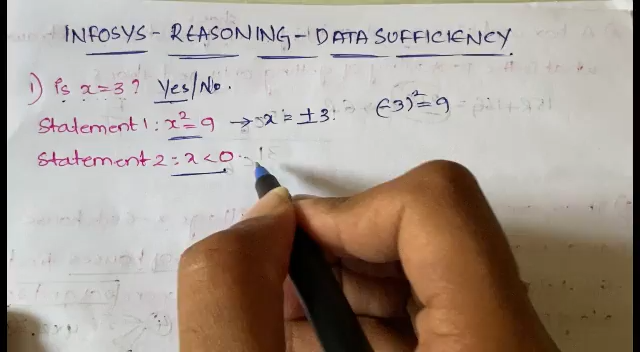 INFOSYS - REASONING - DATA SUFFICIENCY
1) Is x=3? Yes/No.
Statement 1: x²=9 → x = ±3. (-3)²=9
Statement 2: x<0.